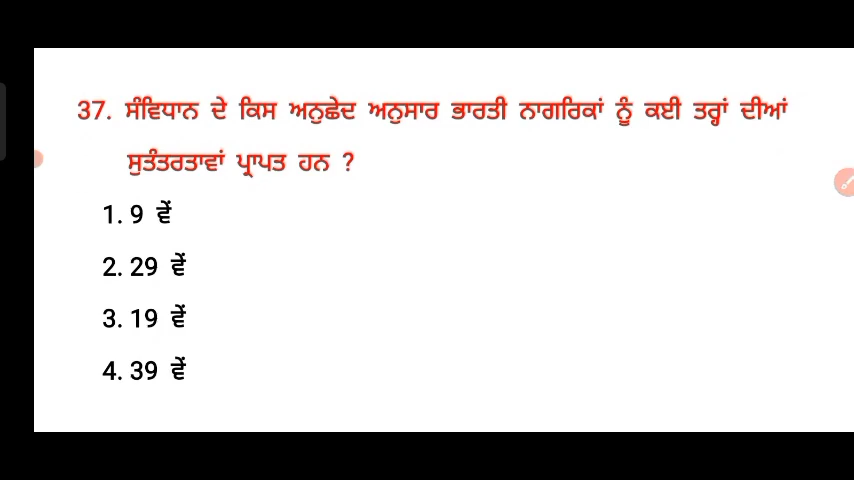 37. ਸੰਵਿਧਾਨ ਦੇ ਕਿਸ ਅਨੁਛੇਦ ਅਨੁਸਾਰ ਭਾਰਤੀ ਨਾਗਰਿਕਾਂ ਨੂੰ ਕਈ ਤਰ੍ਹਾਂ ਦੀਆਂ
ਸੁਤੰਤਰਤਾਵਾਂ ਪ੍ਰਾਪਤ ਹਨ ?
1. 9 ਵੇਂ
2. 29 ਵੇਂ
3. 19 ਵੇਂ
4. 39 ਵੇਂ